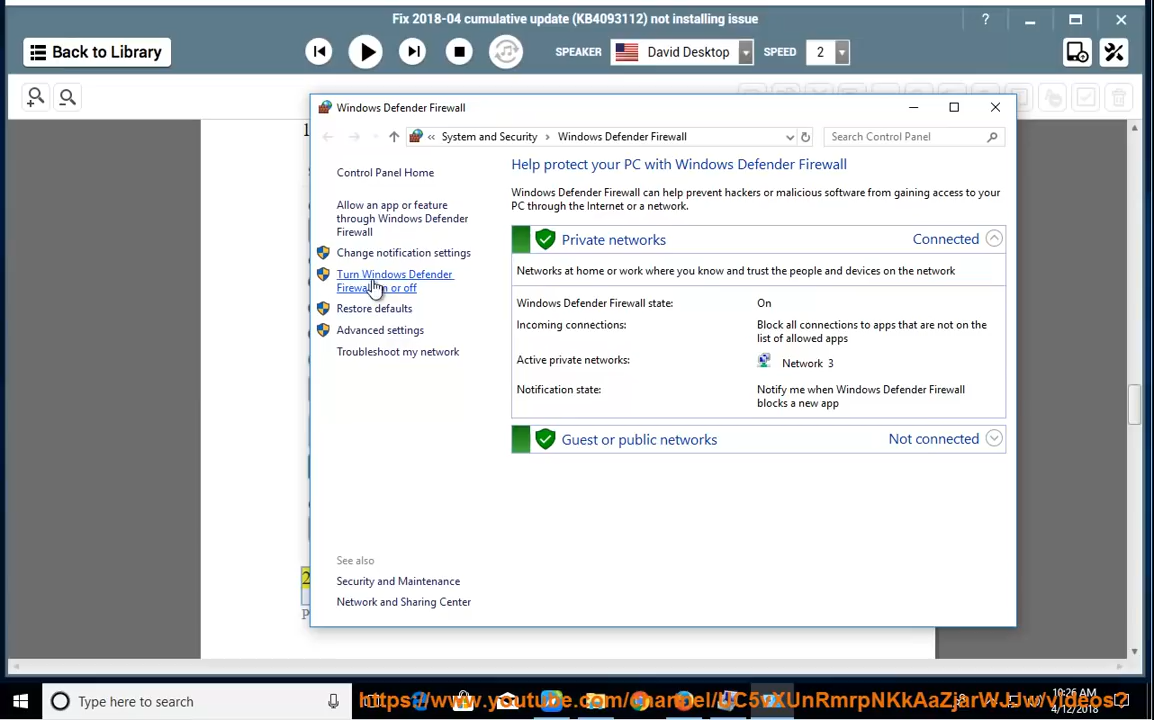 Fix 2018-04 cumulative update (KB4093112) not installing issue
?
Back to Library
SPEAKER
David Desktop
SPEED
2
Windows Defender Firewall
System and Security
Windows Defender Firewall
Search Control Panel
Control Panel Home
Allow an app or feature
through Windows Defender
Firewall
Change notification settings
Turn Windows Defender
Firewall on or off
Restore defaults
Advanced settings
Troubleshoot my network
See also
Security and Maintenance
Network and Sharing Center
Help protect your PC with Windows Defender Firewall
Windows Defender Firewall can help prevent hackers or malicious software from gaining access to your
PC through the Internet or a network.
Private networks
Connected
Networks at home or work where you know and trust the people and devices on the network
Windows Defender Firewall state:
On
Incoming connections:
Block all connections to apps that are not on the
list of allowed apps
Active private networks:
Network 3
Notification state:
Notify me when Windows Defender Firewall
blocks a new app
Guest or public networks
Not connected
1
2
P
Type here to search
10:26 AM
4/12/2018